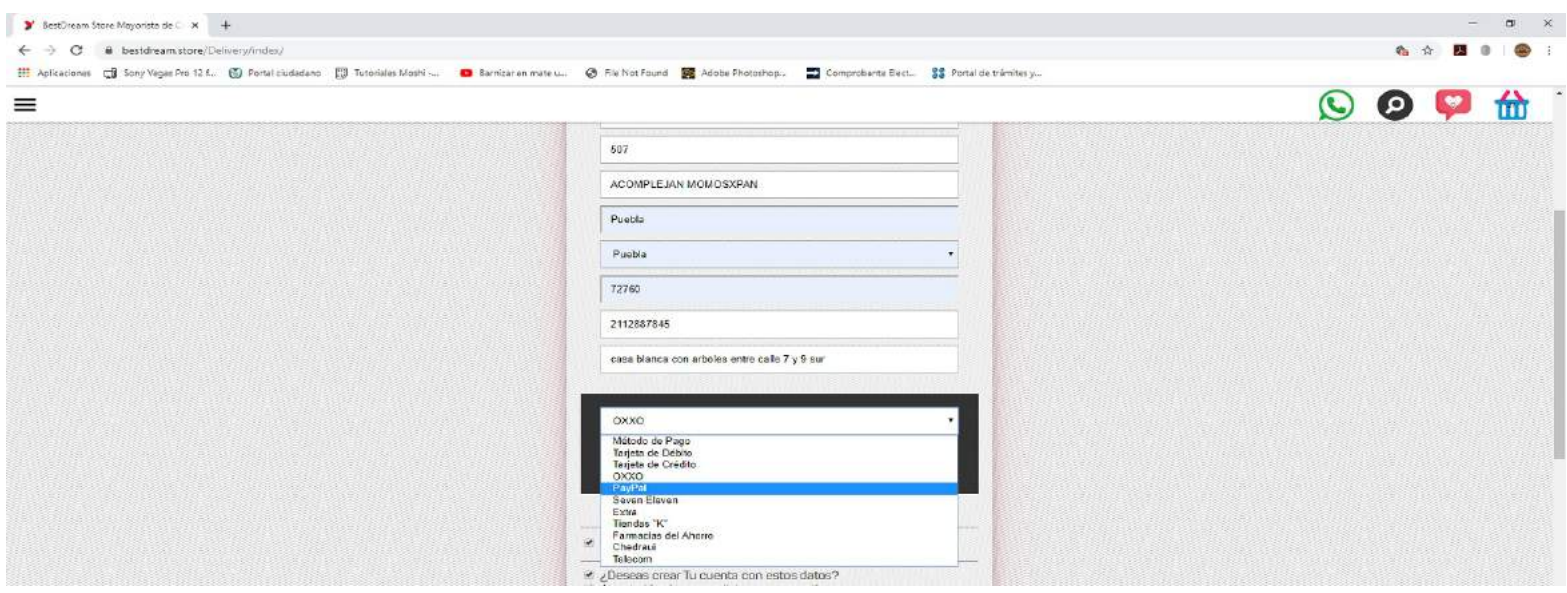 BestDream Store Mayorista de C
bestdream.store/Delivery/index/
Aplicaciones Sony Vegas Pro 12 f... Portal ciudadano Tutoriales Moshi -... Barnizar en mate u... File Not Found Adobe Photoshop... Comprobante Elect... Portal de trámites y...
507
ACOMPLEJAN MOMOSXPAN
Puebla
Puebla
72760
2112887845
casa blanca con arboles entre calle 7 y 9 sur
OXXO
Método de Pago
Tarjeta de Débito
Tarjeta de Crédito
OXXO
PayPal
Seven Eleven
Extra
Tiendas "K"
Farmacias del Ahorro
Chedraui
Telecom
¿Deseas crear Tu cuenta con estos datos?